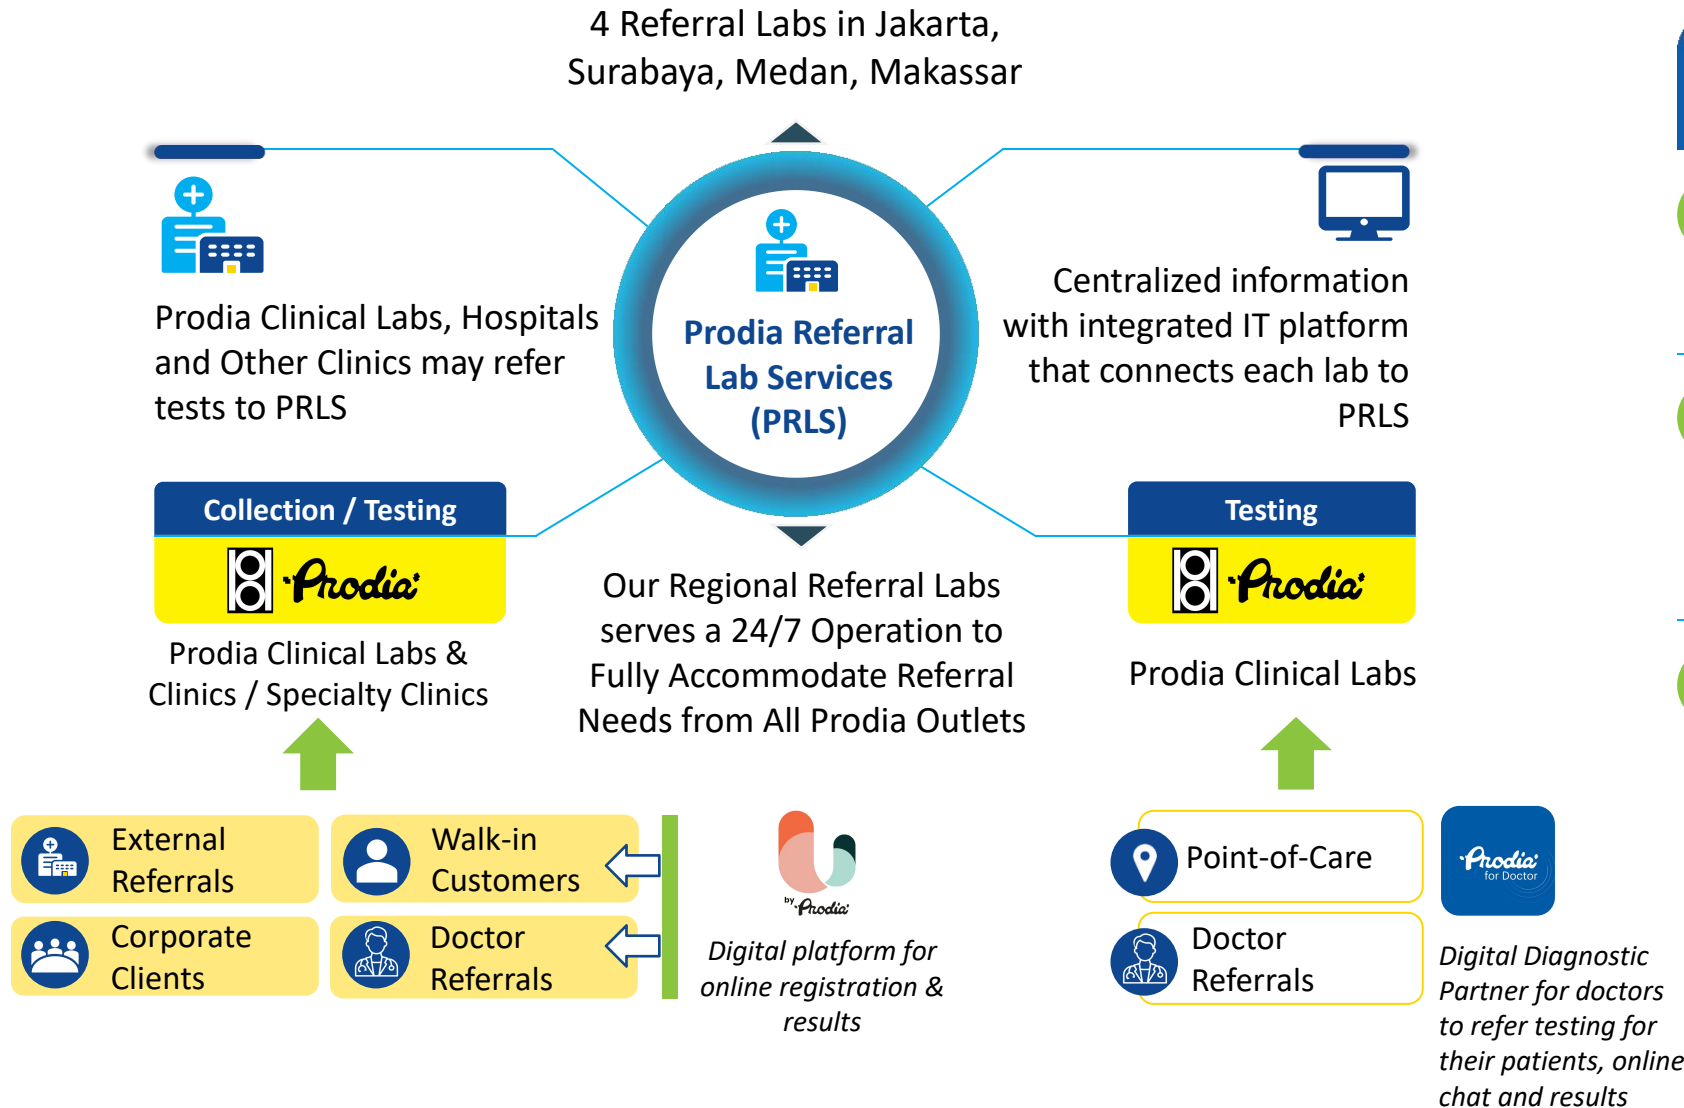 4 Referral Labs in Jakarta,
Surabaya, Medan, Makassar
Prodia Clinical Labs, Hospitals
and Other Clinics may refer
tests to PRLS
Prodia Referral
Lab Services
(PRLS)
Centralized information
with integrated IT platform
that connects each lab to
PRLS
Collection / Testing
Prodia
Prodia Clinical Labs &
Clinics / Specialty Clinics
Our Regional Referral Labs
serves a 24/7 Operation to
Fully Accommodate Referral
Needs from All Prodia Outlets
Testing
Prodia
Prodia Clinical Labs
External
Referrals
Walk-in
Customers
Corporate
Clients
Doctor
Referrals
by Prodia
Digital platform for
online registration &
results
Point-of-Care
Doctor
Referrals
Prodia
for Doctor
Digital Diagnostic
Partner for doctors
to refer testing for
their patients, online
chat and results